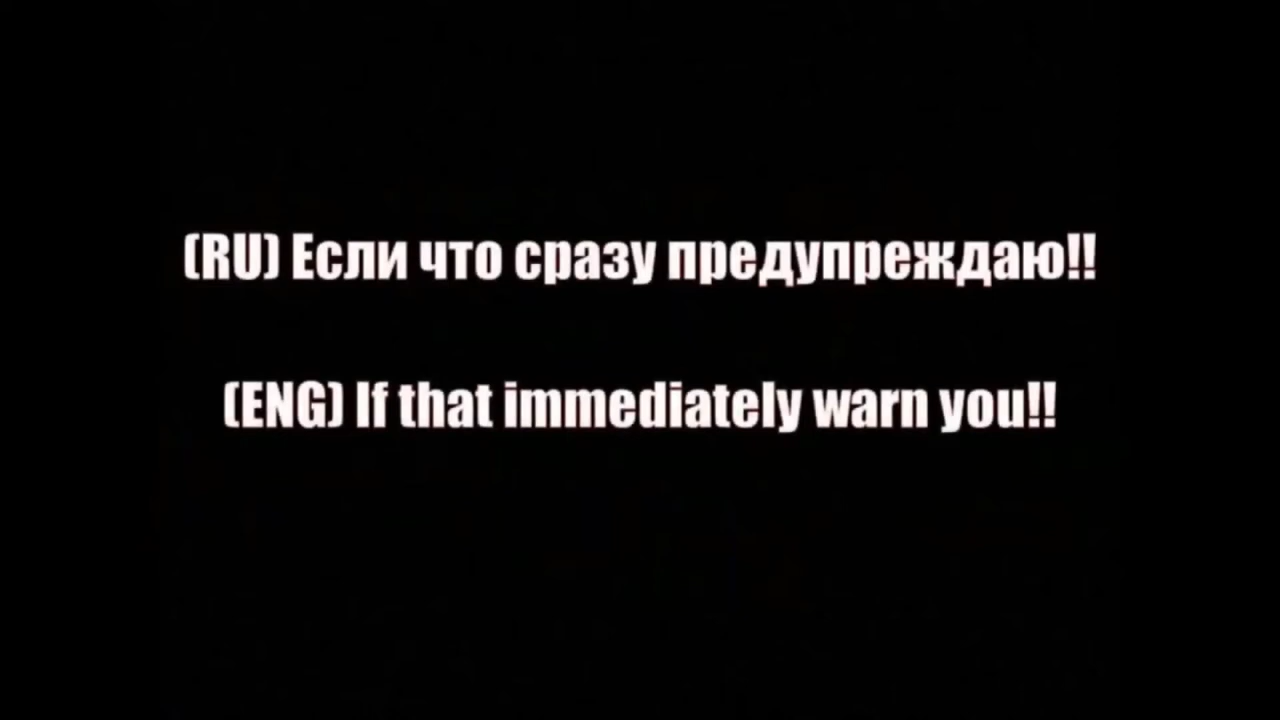 (RU) Если что сразу предупреждаю!!
(ENG) If that immediately warn you!!